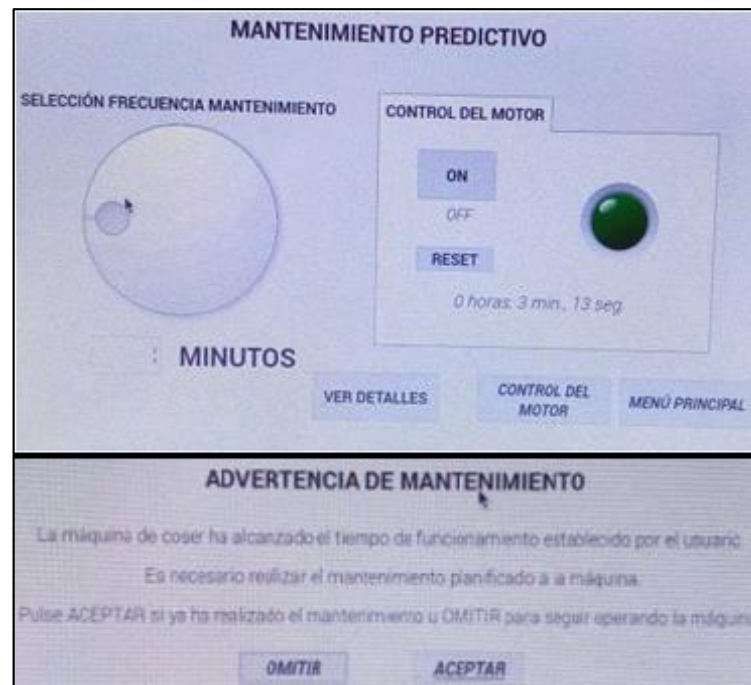 MANTENIMIENTO PREDICTIVO
SELECCIÓN FRECUENCIA MANTENIMIENTO
CONTROL DEL MOTOR
ON
OFF
RESET
0 horas: 3 min., 13 seg.
MINUTOS
VER DETALLES
CONTROL DEL
MOTOR
MENÚ PRINCIPAL
ADVERTENCIA DE MANTENIMIENTO
La máquina de coser ha alcanzado el tiempo de funcionamiento establecido por el usuario
Es necesario realizar el mantenimiento planificado a la máquina.
Pulse ACEPTAR si ya ha realizado el mantenimiento u OMITIR para seguir operando la máquina
OMITIR
ACEPTAR